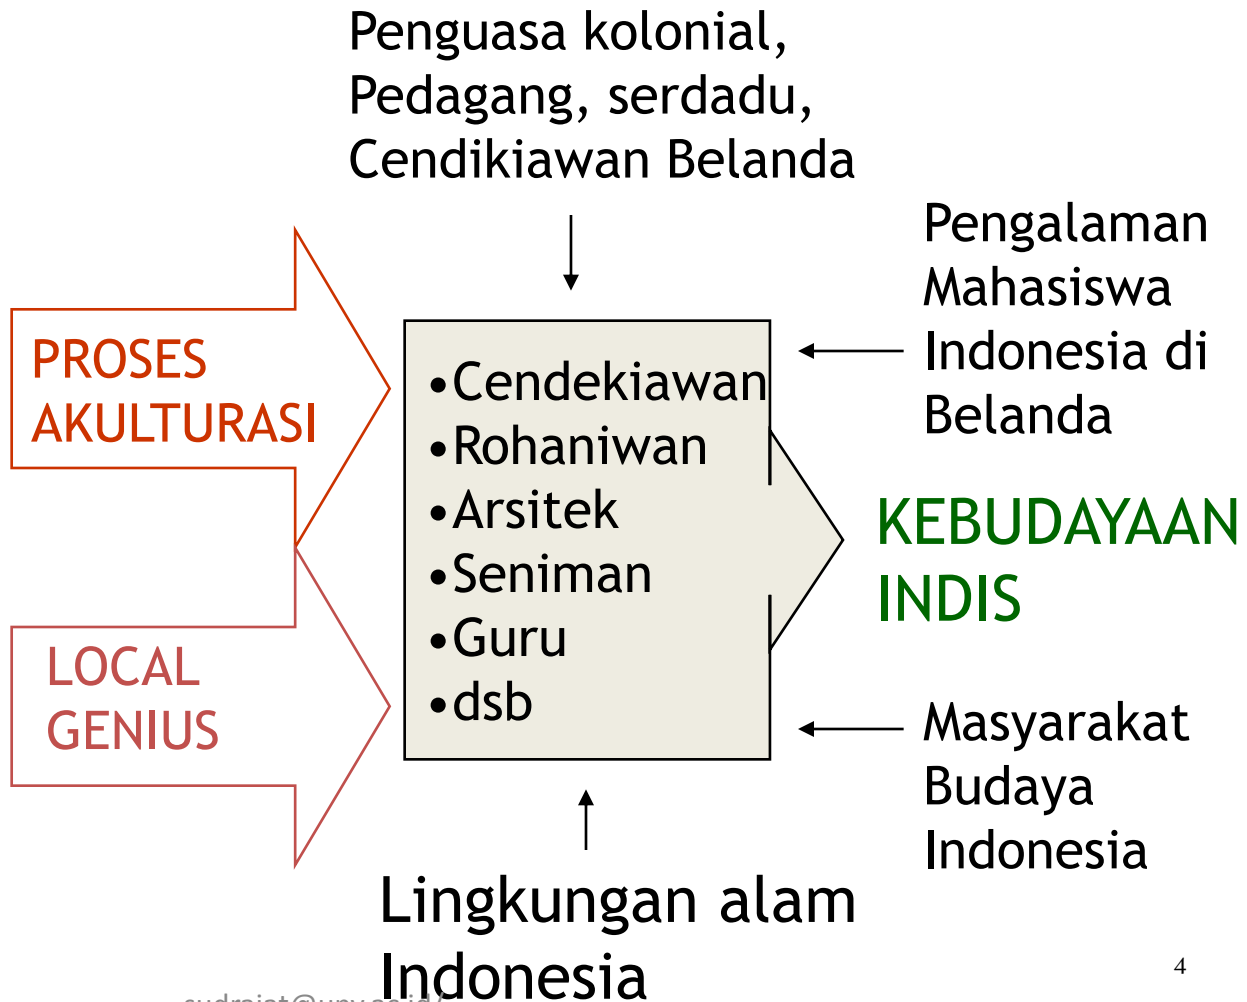 Penguasa kolonial,
Pedagang, serdadu,
Cendikiawan Belanda
Pengalaman
Mahasiswa
Indonesia di
Belanda
PROSES
AKULTURASI
•Cendekiawan
•Rohaniwan
•Arsitek
•Seniman
•Guru
•dsb
KEBUDAYAAN
INDIS
LOCAL
GENIUS
Masyarakat
Budaya
Indonesia
Lingkungan alam
Indonesia
4